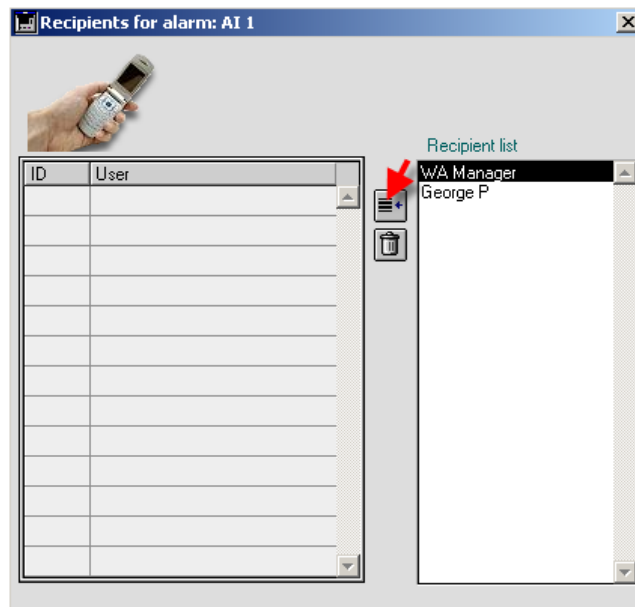 Recipients for alarm: AI 1
Recipient list
ID User
WA Manager
George P